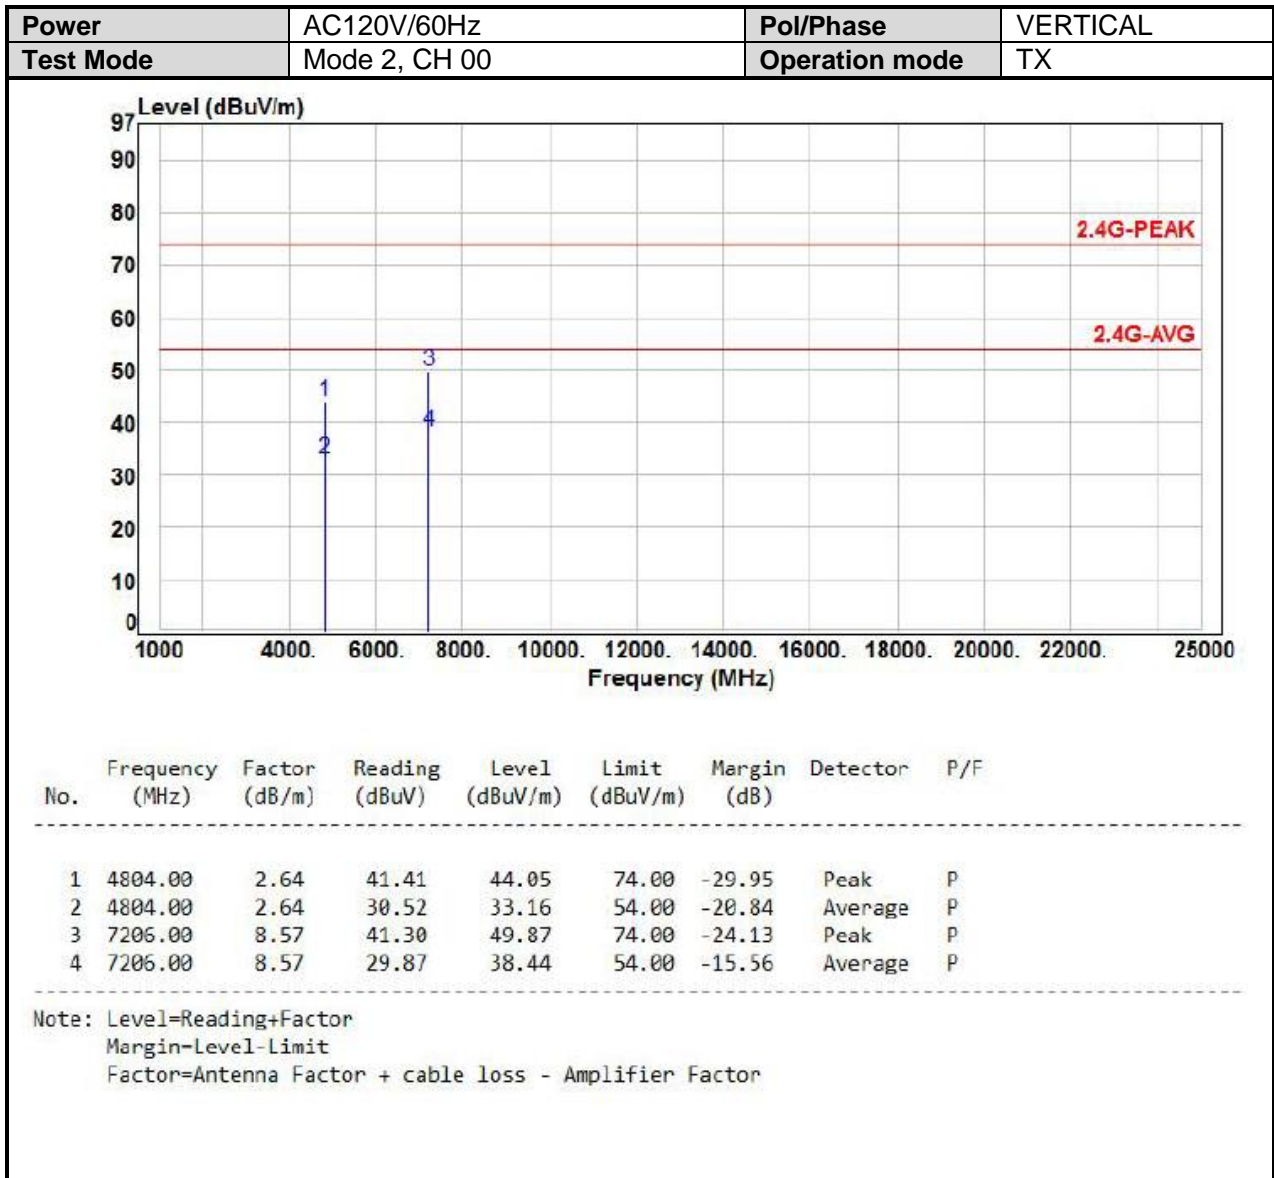 Power AC120V/60Hz Pol/Phase VERTICAL
Test Mode Mode 2, CH 00 Operation mode TX
Level (dBuV/m)
97
90
80
2.4G-PEAK
70
60
2.4G-AVG
3
50
1
40
4
2
30
20
10
0
1000 4000. 6000. 8000. 10000. 12000. 14000. 16000. 18000. 20000. 22000. 25000
Frequency (MHz)
Frequency Factor Reading Level Limit Margin Detector P/F
No. (MHz) (dB/m) (dBuV) (dBuV/m) (dBuV/m) (dB)
1 4804.00 2.64 41.41 44.05 74.00 -29.95 Peak P
2 4804.00 2.64 30.52 33.16 54.00 -20.84 Average P
3 7206.00 8.57 41.30 49.87 74.00 -24.13 Peak P
4 7206.00 8.57 29.87 38.44 54.00 -15.56 Average P
Note: Level=Reading+Factor
Margin=Level-Limit
Factor=Antenna Factor + cable loss - Amplifier Factor